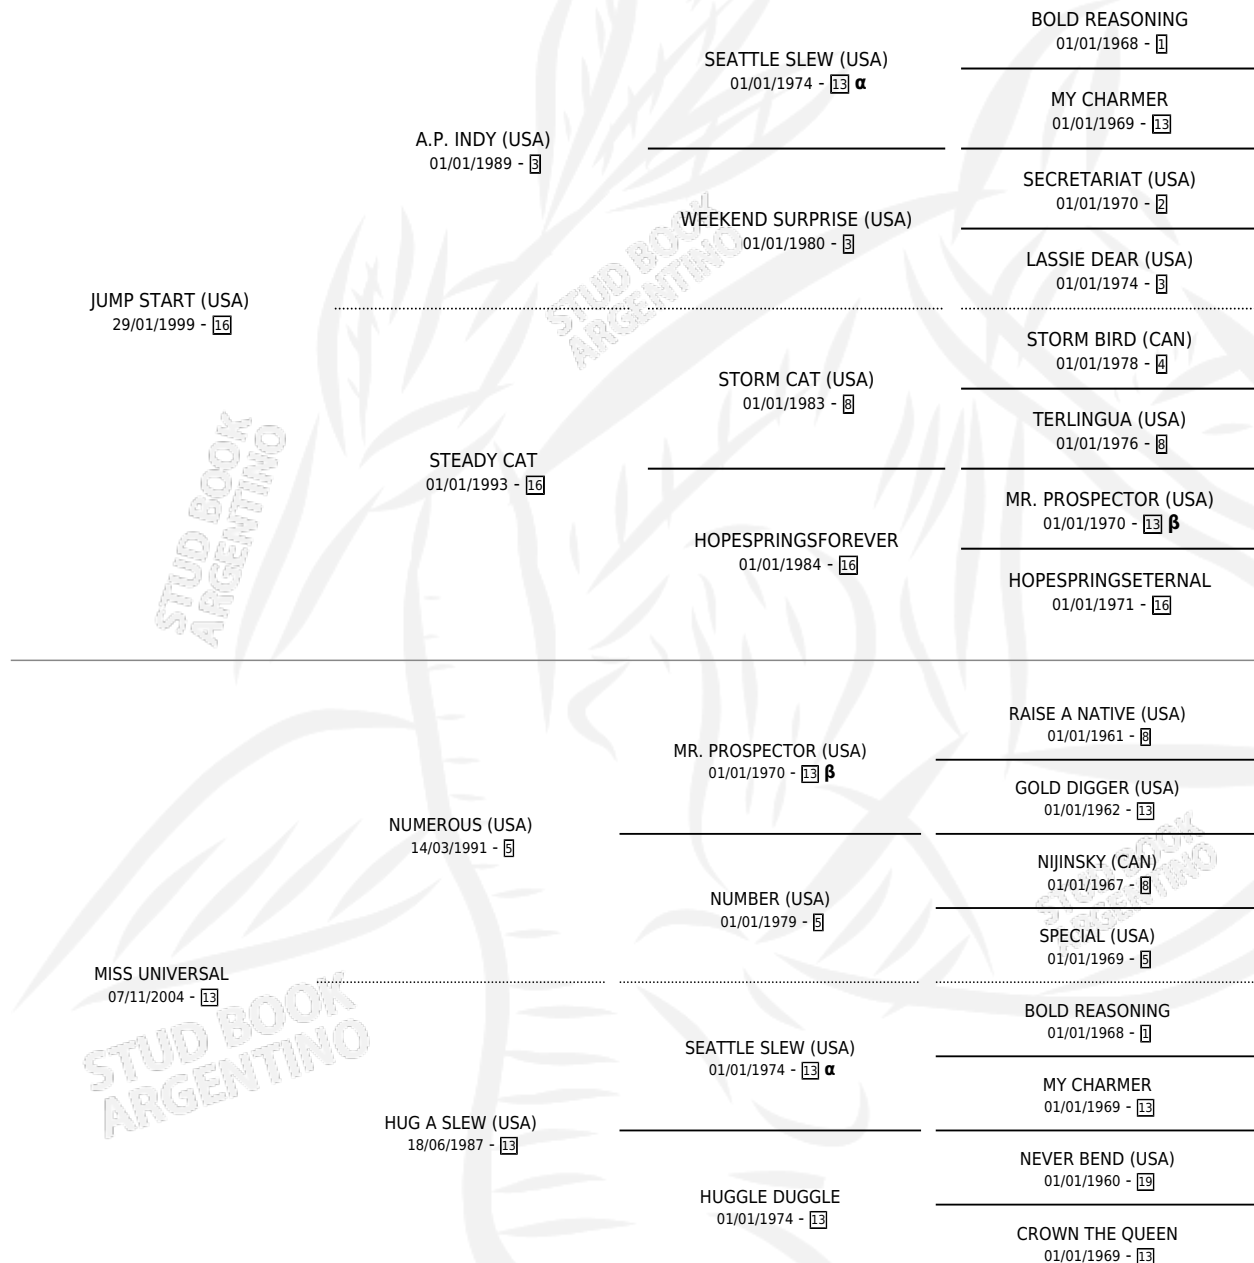 BOLD REASONING
01/01/1968 - 1
SEATTLE SLEW (USA)
01/01/1974 - 13 α
MY CHARMER
01/01/1969 - 13
A.P. INDY (USA)
01/01/1989 - 3
SECRETARIAT (USA)
01/01/1970 - 2
WEEKEND SURPRISE (USA)
01/01/1980 - 3
LASSIE DEAR (USA)
01/01/1974 - 3
JUMP START (USA)
29/01/1999 - 16
STORM BIRD (CAN)
01/01/1978 - 4
STORM CAT (USA)
01/01/1983 - 8
TERLINGUA (USA)
01/01/1976 - 8
STEADY CAT
01/01/1993 - 16
MR. PROSPECTOR (USA)
01/01/1970 - 13 β
HOPESPRINGSFOREVER
01/01/1984 - 16
HOPESPRINGSETERNAL
01/01/1971 - 16
RAISE A NATIVE (USA)
01/01/1961 - 8
MR. PROSPECTOR (USA)
01/01/1970 - 13 β
GOLD DIGGER (USA)
01/01/1962 - 13
NUMEROUS (USA)
14/03/1991 - 5
NIJINSKY (CAN)
01/01/1967 - 8
NUMBER (USA)
01/01/1979 - 5
SPECIAL (USA)
01/01/1969 - 5
MISS UNIVERSAL
07/11/2004 - 13
BOLD REASONING
01/01/1968 - 1
SEATTLE SLEW (USA)
01/01/1974 - 13 α
MY CHARMER
01/01/1969 - 13
HUG A SLEW (USA)
18/06/1987 - 13
NEVER BEND (USA)
01/01/1960 - 19
HUGGLE DUGGLE
01/01/1974 - 13
CROWN THE QUEEN
01/01/1969 - 13
STUD BOOK
ARGENTINO
STUD BOOK
ARGENTINO
STUD BOOK
ARGENTINO
STUD BOOK
ARGENTINO